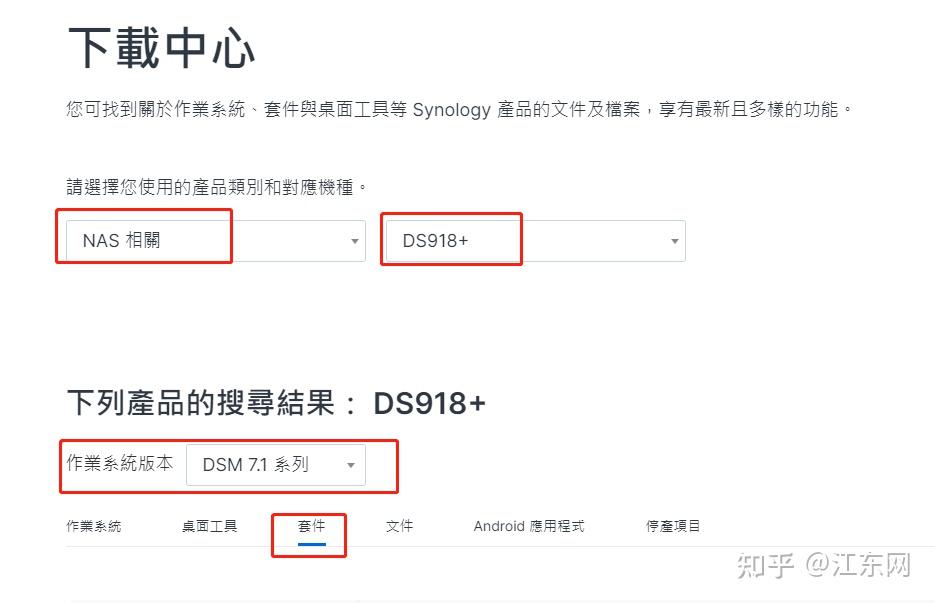 下載中心
您可找到關於作業系統、套件與桌面工具等 Synology 產品的文件及檔案，享有最新且多樣的功能。
請選擇您使用的產品類別和對應機種。
NAS 相關 DS918+
下列產品的搜尋結果： DS918+
作業系統版本 DSM 7.1 系列
作業系統 桌面工具 套件 文件 Android 應用程式 停產項目
知乎 @江东网